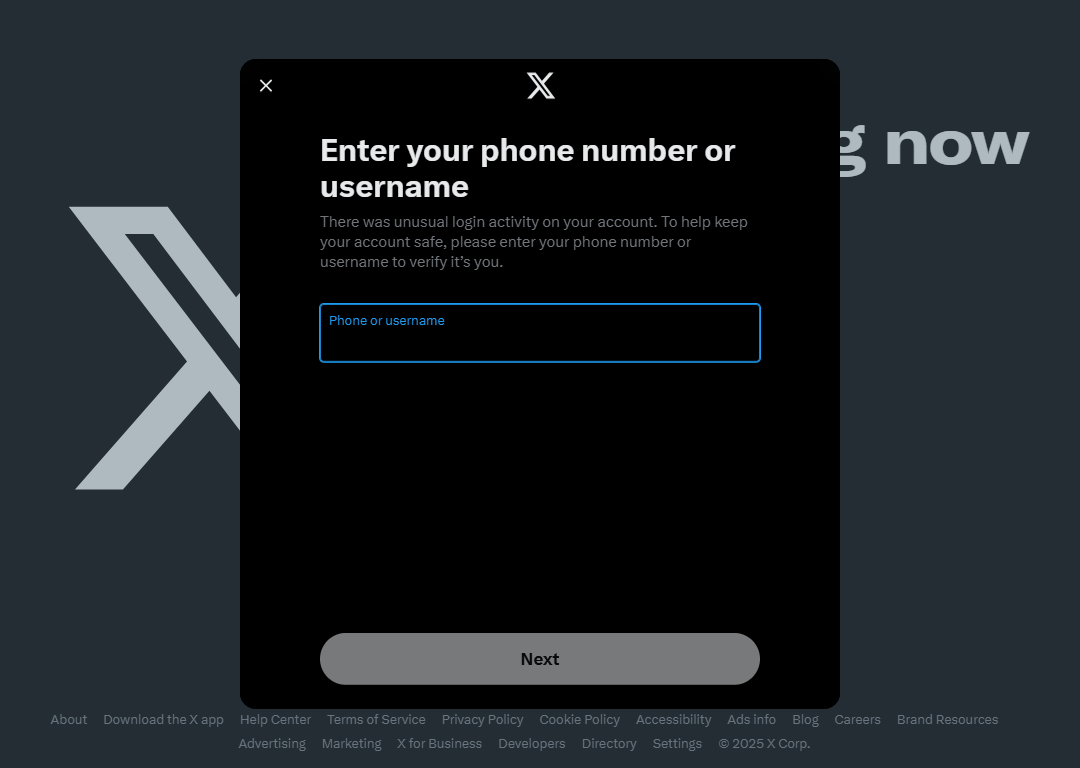 g now
Enter your phone number or
username
There was unusual login activity on your account. To help keep
your account safe, please enter your phone number or
username to verify it’s you.
Phone or username
Next
About Download the X app Help Center Terms of Service Privacy Policy Cookie Policy Accessibility Ads info Blog Careers Brand Resources
Advertising Marketing X for Business Developers Directory Settings © 2025 X Corp.